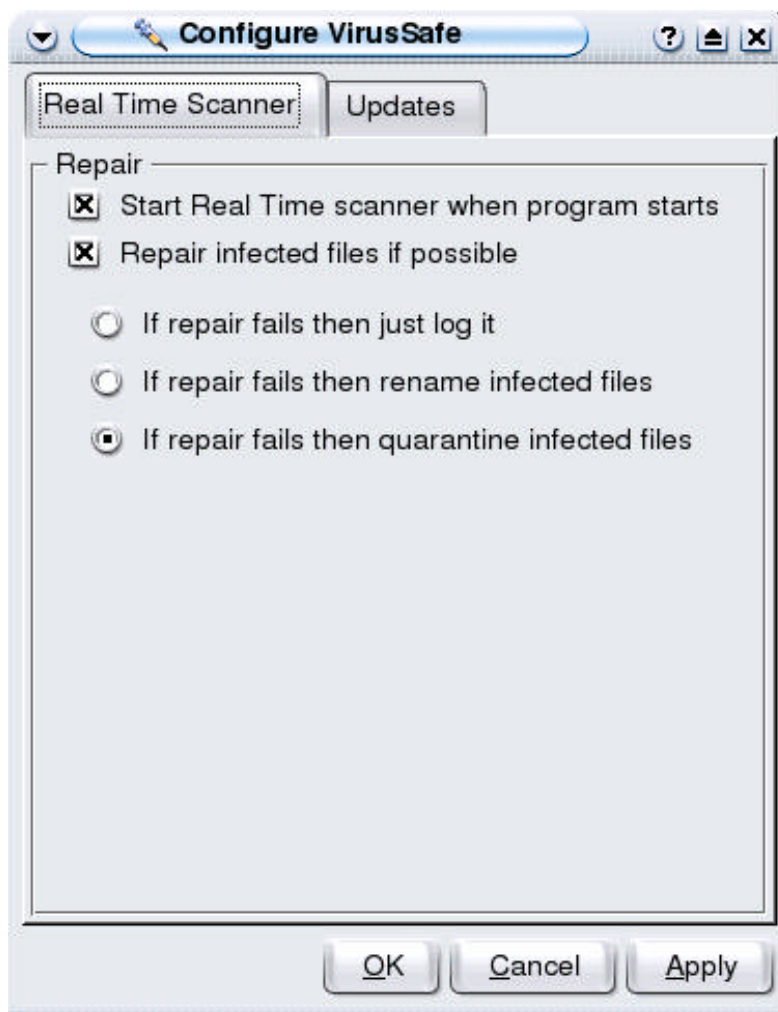 Configure VirusSafe
?
Real Time Scanner
Updates
Repair
Start Real Time scanner when program starts
Repair infected files if possible
If repair fails then just log it
If repair fails then rename infected files
If repair fails then quarantine infected files
OK
Cancel
Apply